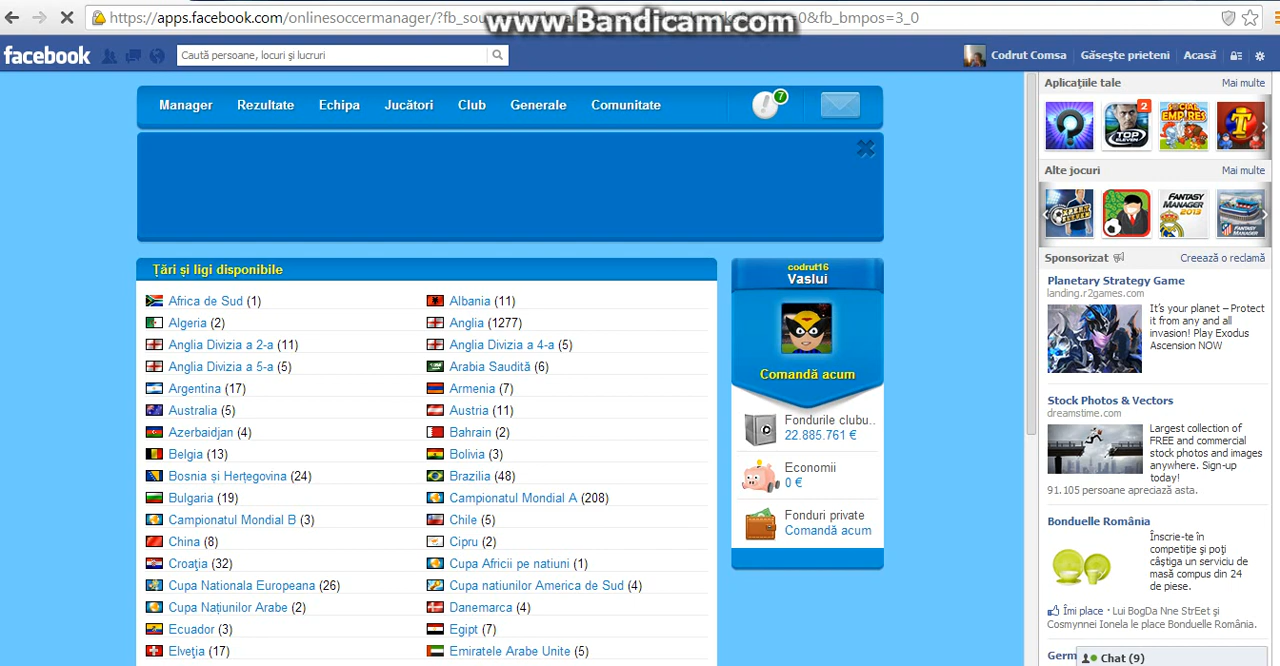 https://apps.facebook.com/onlinesoccermanager/?fb_sou
=0&fb_bmpos=3_0
www.Bandicam.com
facebook
Caută persoane, locuri și lucruri
Codrut Comsa
Găsește prieteni
Acasă
Manager
Rezultate
Echipa
Jucători
Club
Generale
Comunitate
7
Țări și ligi disponibile
Africa de Sud (1)
Albania (11)
Algeria (2)
Anglia (1277)
Anglia Divizia a 2-a (11)
Anglia Divizia a 4-a (5)
Anglia Divizia a 5-a (5)
Arabia Saudită (6)
Argentina (17)
Armenia (7)
Australia (5)
Austria (11)
Azerbaidjan (4)
Bahrain (2)
Belgia (13)
Bolivia (3)
Bosnia și Herțegovina (24)
Brazilia (48)
Bulgaria (19)
Campionatul Mondial A (208)
Campionatul Mondial B (3)
Chile (5)
China (8)
Cipru (2)
Croaţia (32)
Cupa Africii pe natiuni (1)
Cupa Nationala Europeana (26)
Cupa natiunilor America de Sud (4)
Cupa Națiunilor Arabe (2)
Danemarca (4)
Ecuador (3)
Egipt (7)
Elveţia (17)
Emiratele Arabe Unite (5)
codrut16
Vaslui
Comandă acum
Fondurile clubu..
22.885.761 €
Economii
0 €
Fonduri private
Comandă acum
Aplicaţiile tale
Mai multe
2
TOP ELEVEN
SOCIAL EMPIRES
Alte jocuri
Mai multe
FANTASY MANAGER 2013
Sponsorizat
Creează o reclamă
Planetary Strategy Game
landing.r2games.com
It's your planet – Protect
it from any and all
invasion! Play Exodus
Ascension NOW
Stock Photos & Vectors
dreamstime.com
Largest collection of
FREE and commercial
stock photos and images
anywhere. Sign-up
today!
91.105 persoane apreciază asta.
Bonduelle România
Înscrie-te în
competiție și poți
câștiga un serviciu de
masă compus din 24
de piese.
Îmi place · Lui BogDa Nne StrEet și
Cosmynnei Ionela le place Bonduelle România.
Germ
Chat (9)